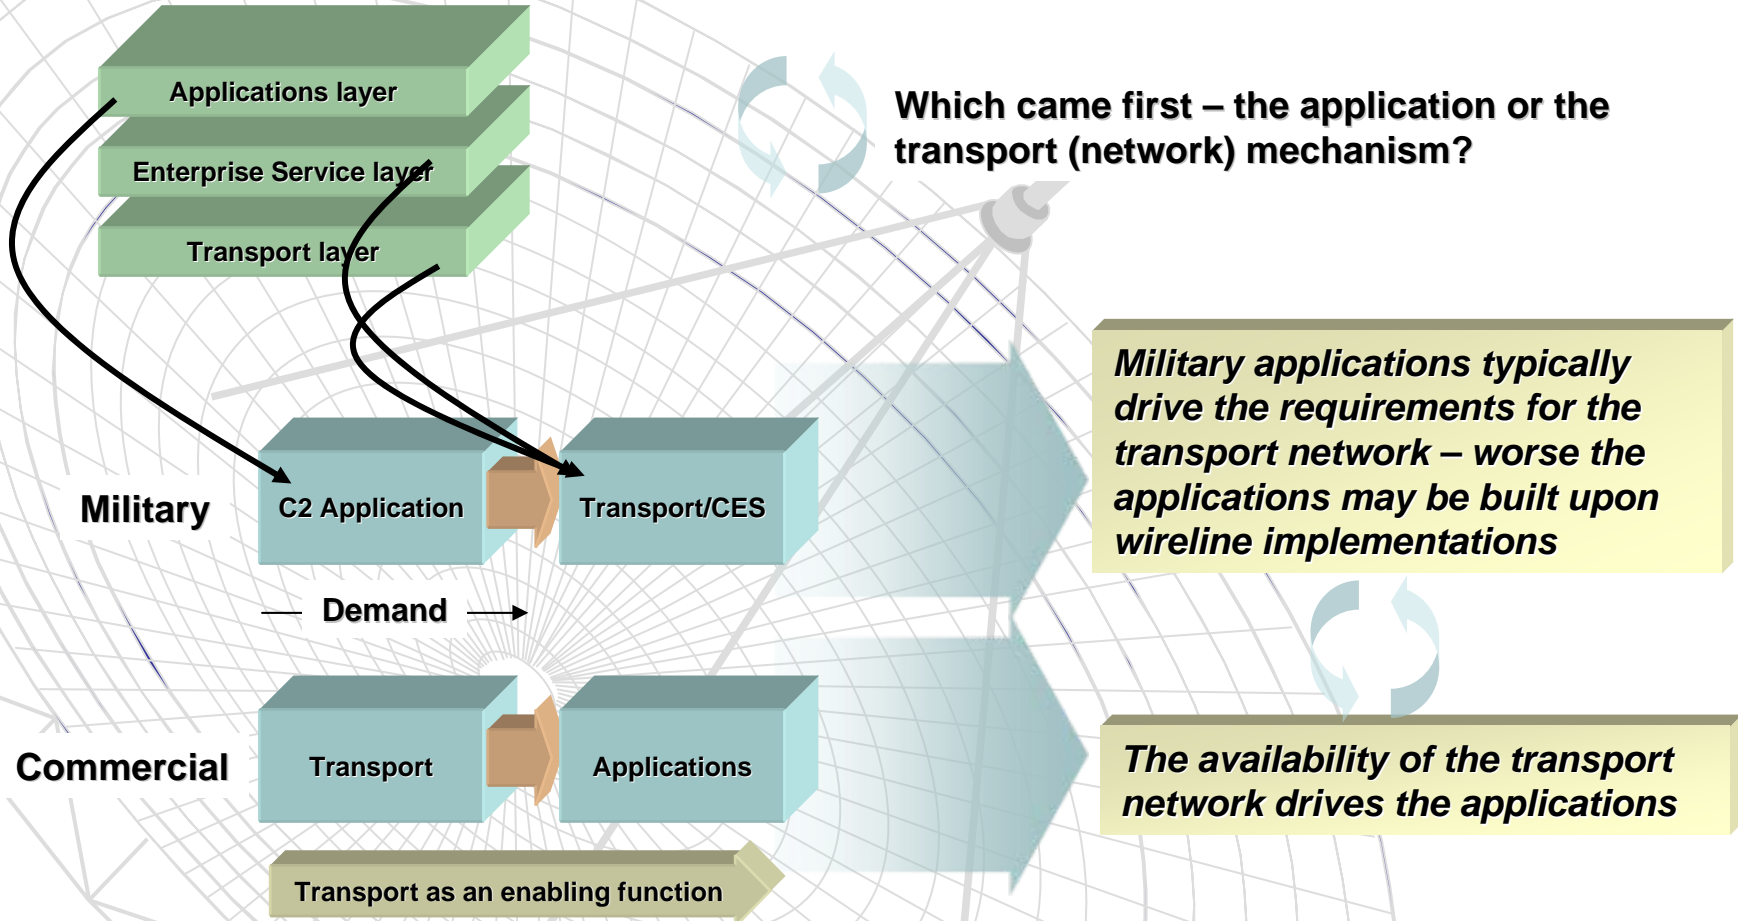 Applications layer
Enterprise Service layer
Transport layer
Which came first – the application or the
transport (network) mechanism?
Military
C2 Application
Transport/CES
Military applications typically
drive the requirements for the
transport network – worse the
applications may be built upon
wireline implementations
Demand
Commercial
Transport
Applications
The availability of the transport
network drives the applications
Transport as an enabling function